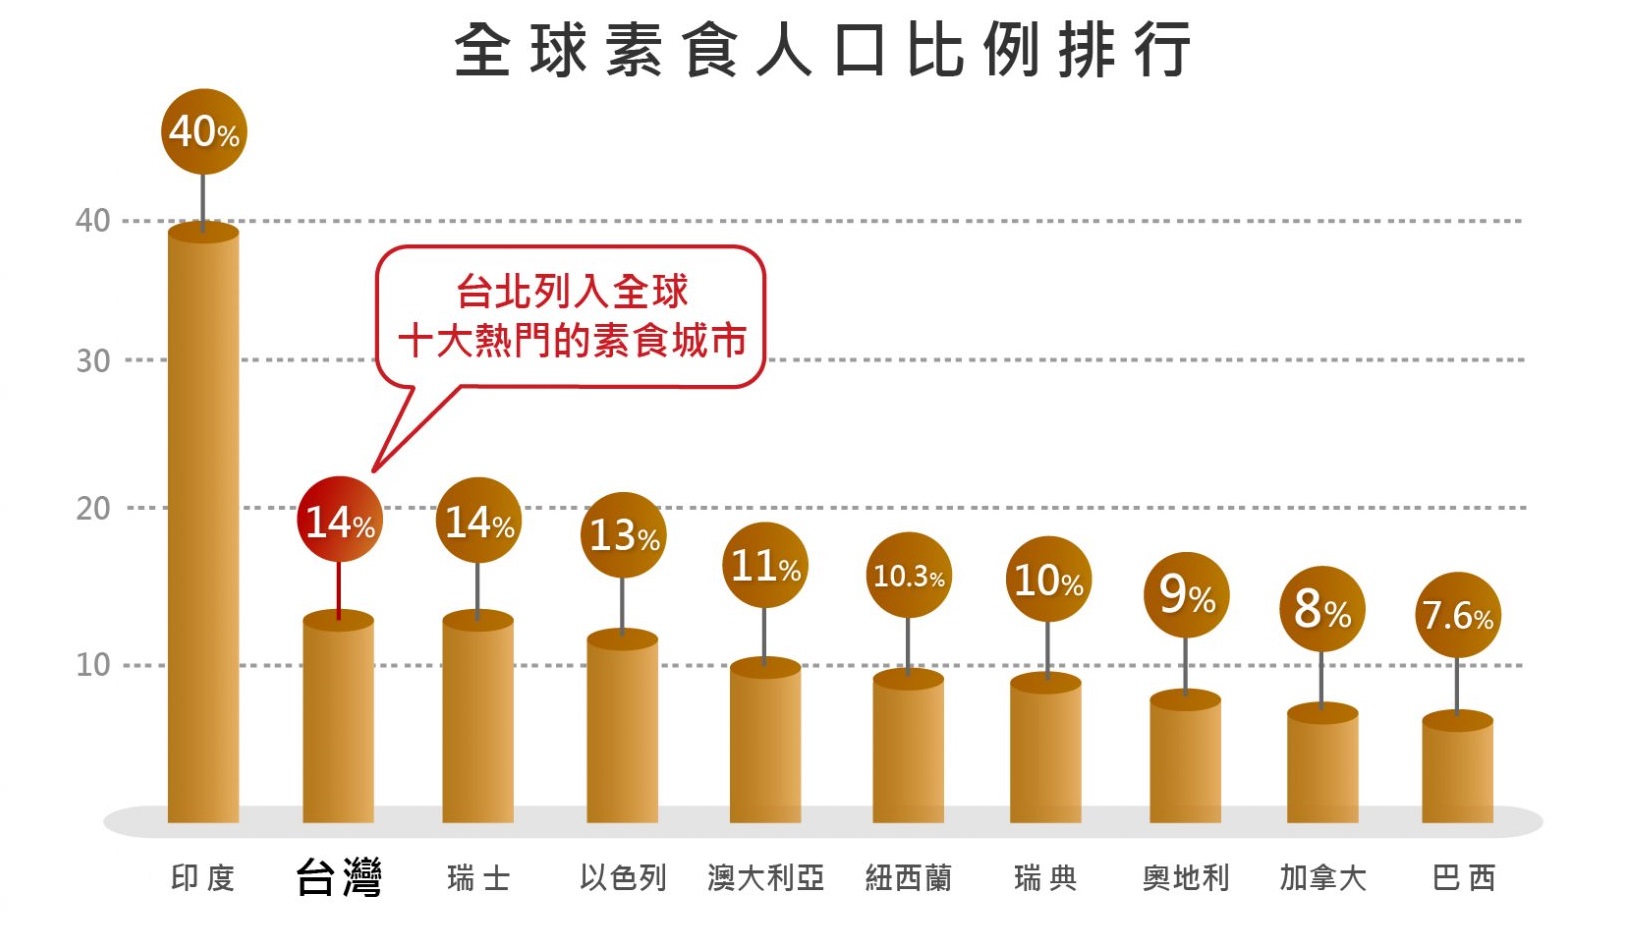 全球素食人口比例排行
40%
40
台北列入全球
十大熱門的素食城市
30
20
14%
14%
13%
11%
10.3%
10%
9%
8%
7.6%
10
印度
台灣
瑞士
以色列
澳大利亞
紐西蘭
瑞典
奧地利
加拿大
巴西